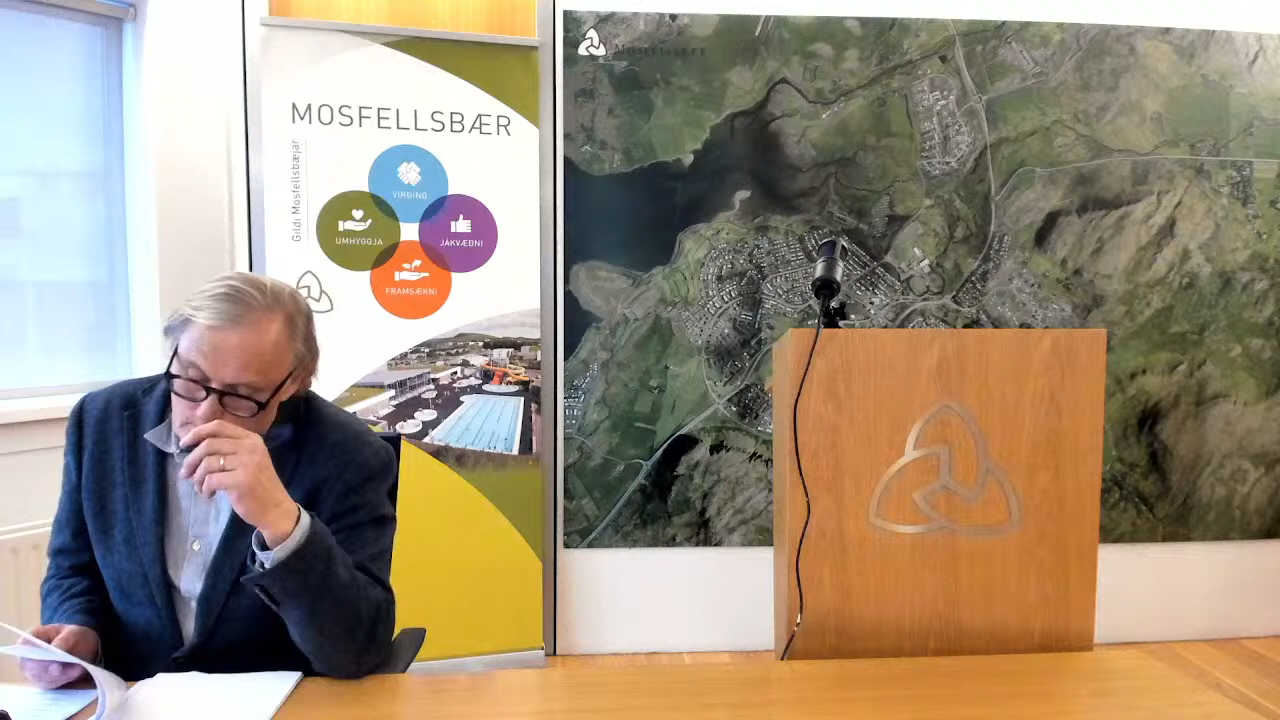 MOSFELLSBÆR
Gildi Mosfellsbæjar
VIRÐING
UMHYGGJA
JÁKVÆÐNI
FRAMSÆKNI
MOSFELLSBÆR